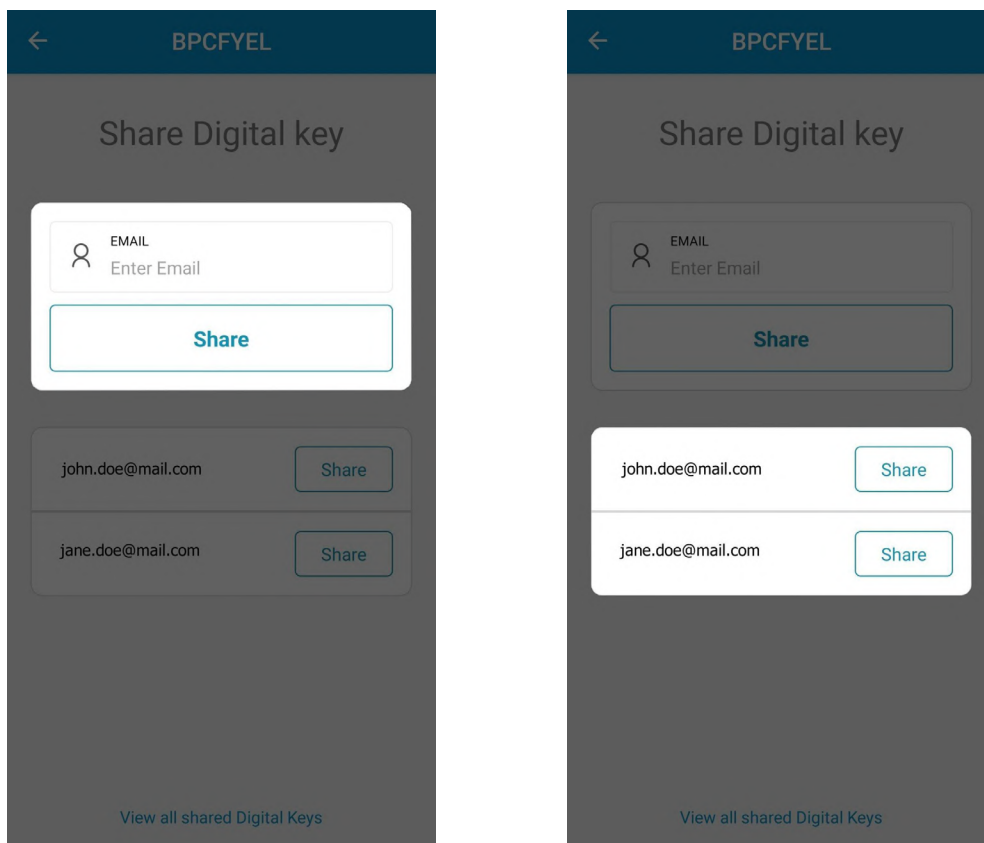 BPCFYEL
Share Digital key
EMAIL
Enter Email
Share
john.doe@mail.com
Share
jane.doe@mail.com
Share
View all shared Digital Keys
BPCFYEL
Share Digital key
EMAIL
Enter Email
Share
john.doe@mail.com
Share
jane.doe@mail.com
Share
View all shared Digital Keys